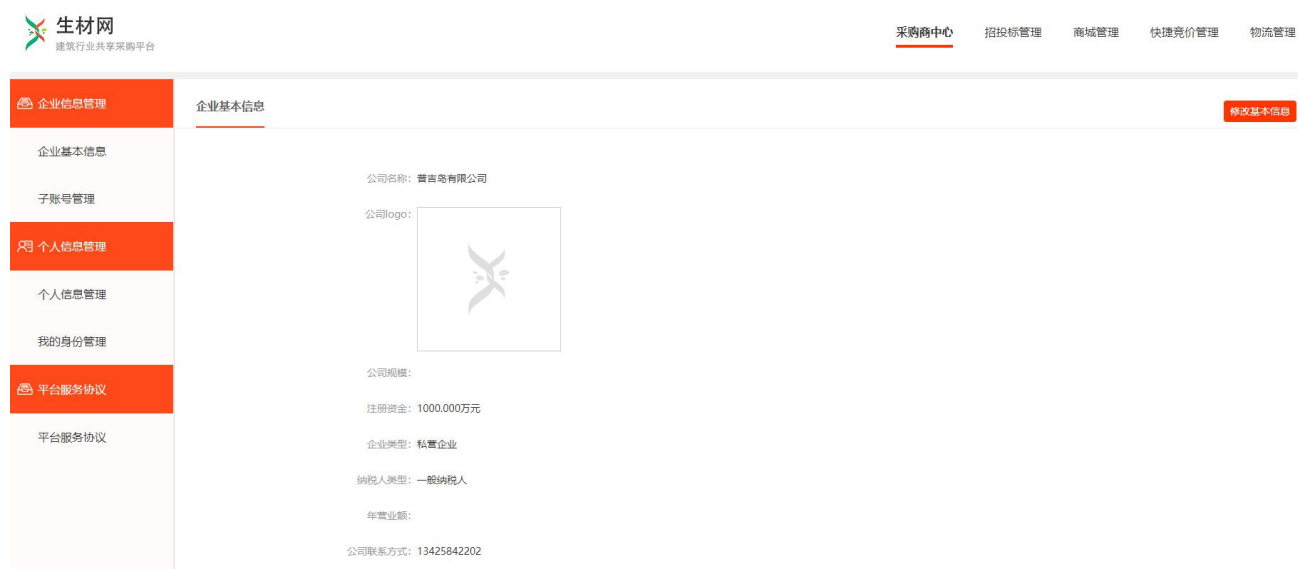 生材网
建筑行业共享采购平台
采购商中心 招投标管理 商城管理 快捷竞价管理 物流管理
企业信息管理
企业基本信息
子账号管理
个人信息管理
个人信息管理
我的身份管理
平台服务协议
平台服务协议
企业基本信息
修改基本信息
公司名称：普吉岛有限公司
公司logo：
公司规模：
注册资金：1000.000万元
企业类型：私营企业
纳税人类型：一般纳税人
年营业额：
公司联系方式：13425842202